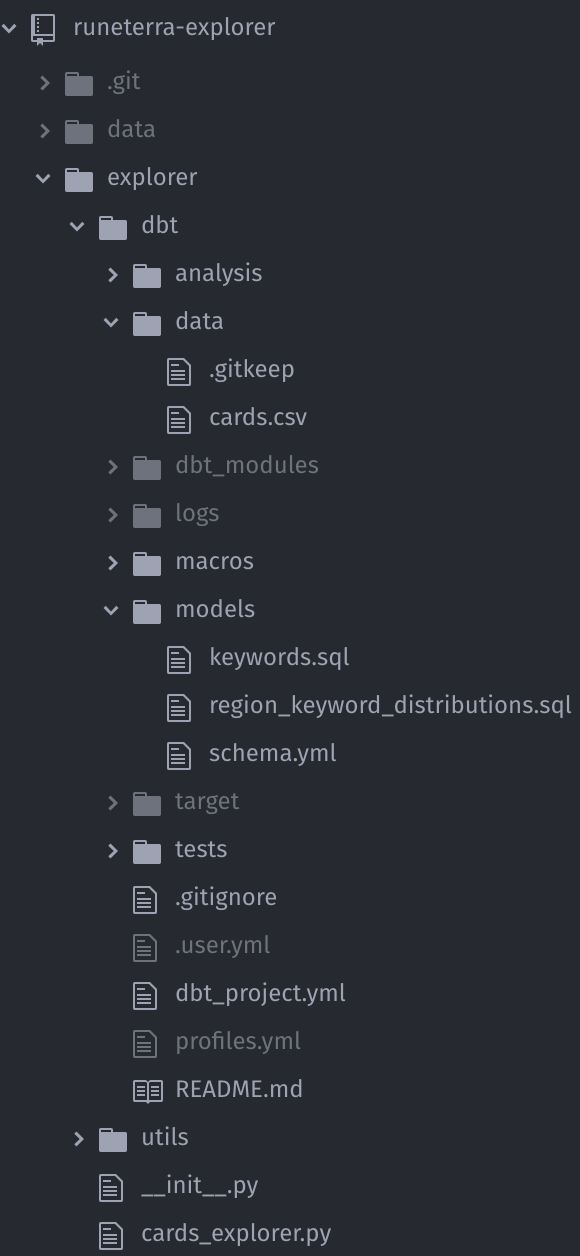 runeterra-explorer
.git
data
explorer
dbt
analysis
data
.gitkeep
cards.csv
dbt_modules
logs
macros
models
keywords.sql
region_keyword_distributions.sql
schema.yml
target
tests
.gitignore
.user.yml
dbt_project.yml
profiles.yml
README.md
utils
__init__.py
cards_explorer.py